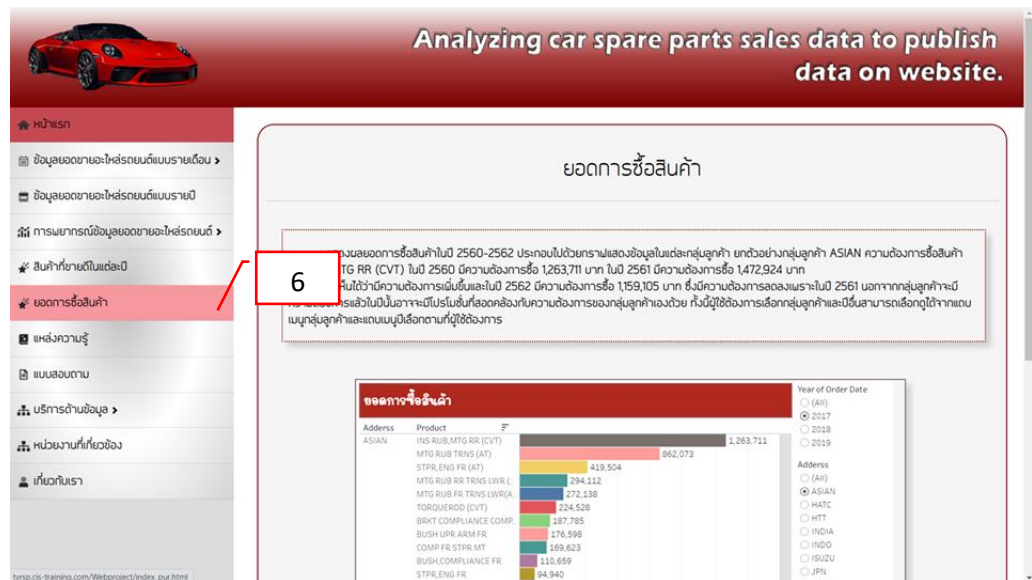 Analyzing car spare parts sales data to publish
data on website.
หน้าแรก
ข้อมูลยอดขายอะไหล่รถยนต์แบบรายเดือน >
ข้อมูลยอดขายอะไหล่รถยนต์แบบรายปี
การพยากรณ์ข้อมูลยอดขายอะไหล่รถยนต์ >
สินค้าที่ขายดีในแต่ละปี
ยอดการซื้อสินค้า
แหล่งความรู้
แบบสอบถาม
บริการด้านข้อมูล >
หน่วยงานที่เกี่ยวข้อง
เกี่ยวกับเรา
6
ยอดการซื้อสินค้า
งผลยอดการซื้อสินค้าในปี 2560-2562 ประกอบไปด้วยกราฟแสดงข้อมูลในแต่ละกลุ่มลูกค้า ยกตัวอย่างกลุ่มลูกค้า ASIAN ความต้องการซื้อสินค้า
TG RR (CVT) ในปี 2560 มีความต้องการซื้อ 1,263,711 บาท ในปี 2561 มีความต้องการซื้อ 1,472,924 บาท
ห็นได้ว่ามีความต้องการเพิ่มขึ้นและในปี 2562 มีความต้องการซื้อ 1,159,105 บาท ซึ่งมีความต้องการลดลงเพราะในปี 2561 นอกจากกลุ่มลูกค้าจะมี
แล้วในปีนั้นอาจจะมีโปรโมชั่นที่สอดคล้องกับความต้องการของกลุ่มลูกค้าเองด้วย ทั้งนี้ผู้ใช้ต้องการเลือกกลุ่มลูกค้าและปีอื่นสามารถเลือกดูได้จากแถบ
เมนูกลุ่มลูกค้าและแถบเมนูปีเลือกตามที่ผู้ใช้ต้องการ
ยอดการซื้อสินค้า
Adderss Product
ASIAN INS RUB,MTG RR (CVT) 1,263,711
MTG RUB TRNS (AT) 862,073
STPR,ENG FR (AT) 419,504
MTG RUB RR TRNS LWR (.. 294,112
MTG RUB FR TRNS LWR(A.. 272,138
TORQUEROD (CVT) 224,528
BRKT COMPLIANCE COMP.. 187,785
BUSH UPR ARM FR 176,598
COMP FR STPR MT 169,623
BUSH,COMPLIANCE FR 110,659
STPR,ENG FR 94,940
Year of Order Date
(All)
2017
2018
2019
Adderss
(All)
ASIAN
HATC
HTT
INDIA
INDO
ISUZU
JPN
tvrsp.cis-training.com/Webproject/index_pur.html